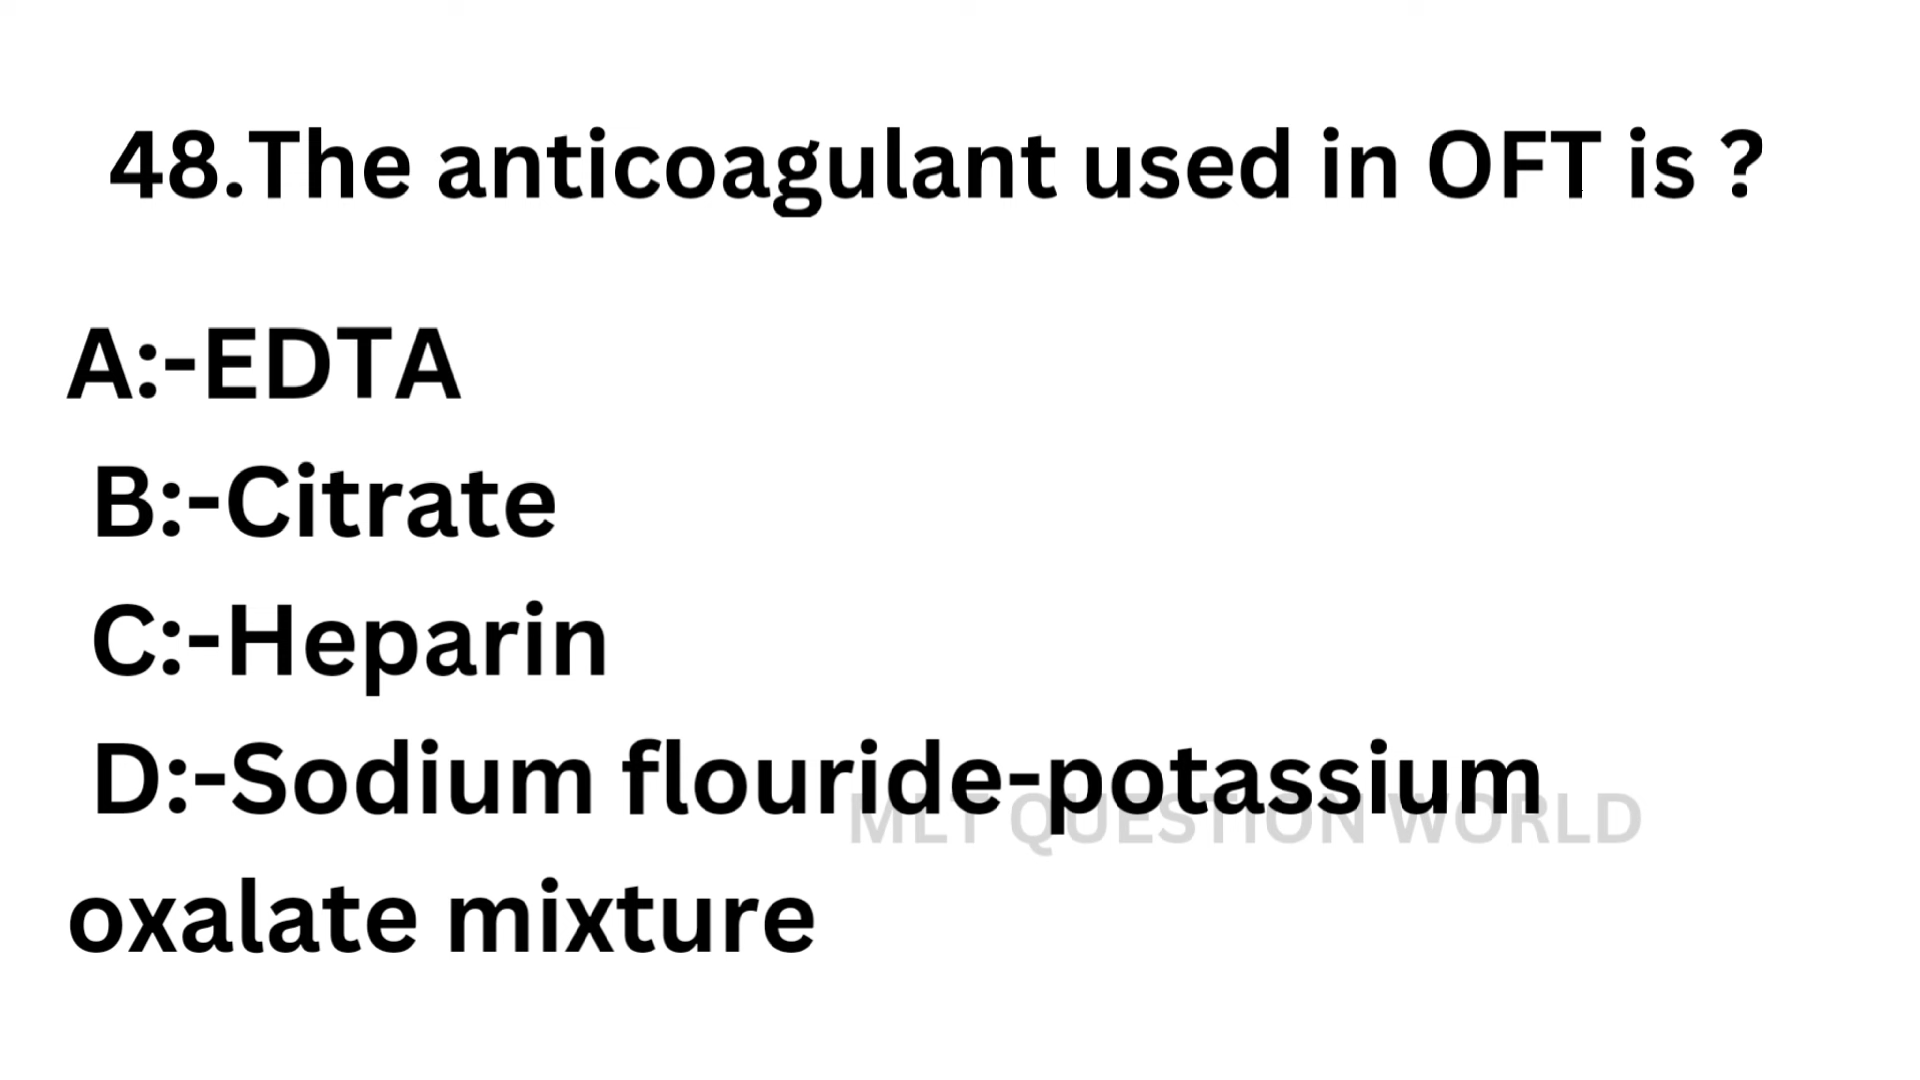 48.The anticoagulant used in OFT is ?
A:-EDTA
B:-Citrate
C:-Heparin
D:-Sodium flouride-potassium
MLT QUESTION WORLD
oxalate mixture